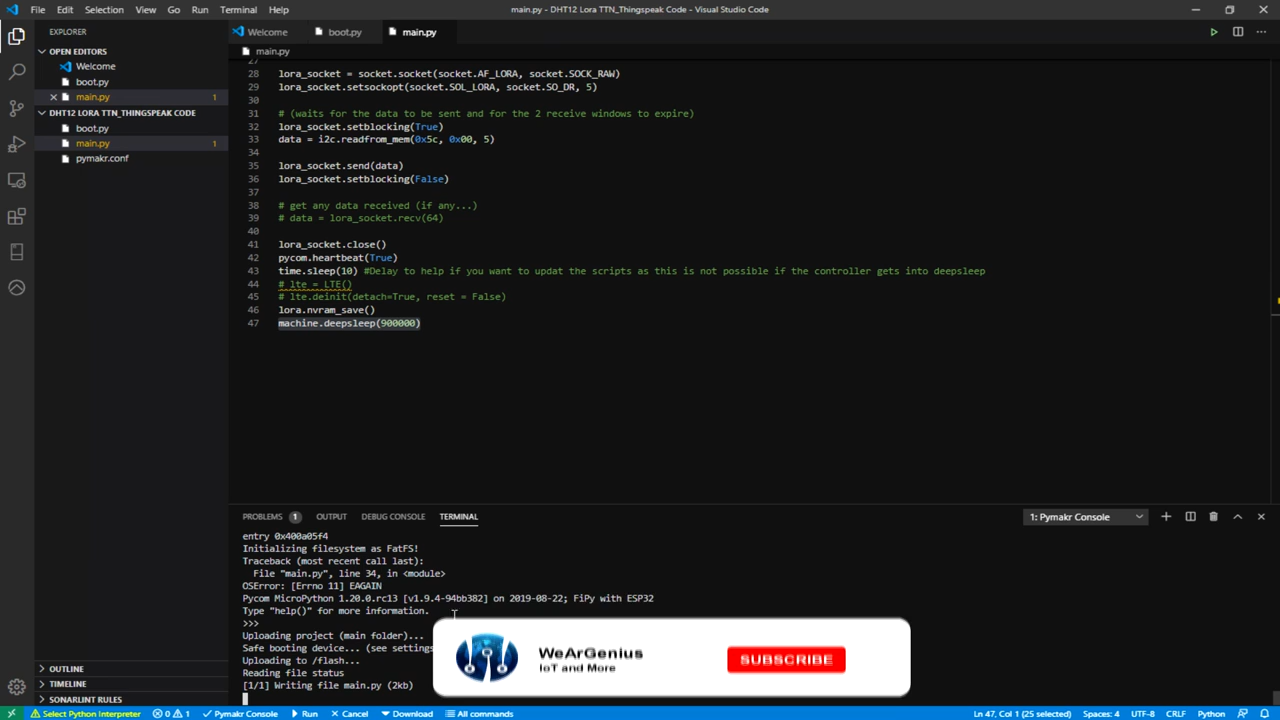 File Edit Selection View Go Run Terminal Help
main.py - DHT12 Lora TTN_Thingspeak Code - Visual Studio Code
EXPLORER
OPEN EDITORS
Welcome
boot.py
main.py 1
DHT12 LORA TTN_THINGSPEAK CODE
boot.py
main.py 1
pymakr.conf
OUTLINE
TIMELINE
SONARLINT RULES
Welcome boot.py main.py
main.py
27
28 lora_socket = socket.socket(socket.AF_LORA, socket.SOCK_RAW)
29 lora_socket.setsockopt(socket.SOL_LORA, socket.SO_DR, 5)
30
31 # (waits for the data to be sent and for the 2 receive windows to expire)
32 lora_socket.setblocking(True)
33 data = i2c.readfrom_mem(0x5c, 0x00, 5)
34
35 lora_socket.send(data)
36 lora_socket.setblocking(False)
37
38 # get any data received (if any...)
39 # data = lora_socket.recv(64)
40
41 lora_socket.close()
42 pycom.heartbeat(True)
43 time.sleep(10) #Delay to help if you want to updat the scripts as this is not possible if the controller gets into deepsleep
44 # lte = LTE()
45 # lte.deinit(detach=True, reset = False)
46 lora.nvram_save()
47 machine.deepsleep(900000)
PROBLEMS 1 OUTPUT DEBUG CONSOLE TERMINAL
1: Pymakr Console
entry 0x400a05f4
Initializing filesystem as FatFS!
Traceback (most recent call last):
File "main.py", line 34, in <module>
OSError: [Errno 11] EAGAIN
Pycom MicroPython 1.20.0.rc13 [v1.9.4-94bb382] on 2019-08-22; FiPy with ESP32
Type "help()" for more information.
>>>
Uploading project (main folder)...
Safe booting device... (see settings
Uploading to /flash...
Reading file status
[1/1] Writing file main.py (2kb)
WeArGenius
IoT and More
SUBSCRIBE
Select Python Interpreter 0 1 Pymakr Console Run Cancel Download All commands
Ln 47, Col 1 (25 selected) Spaces: 4 UTF-8 CRLF Python